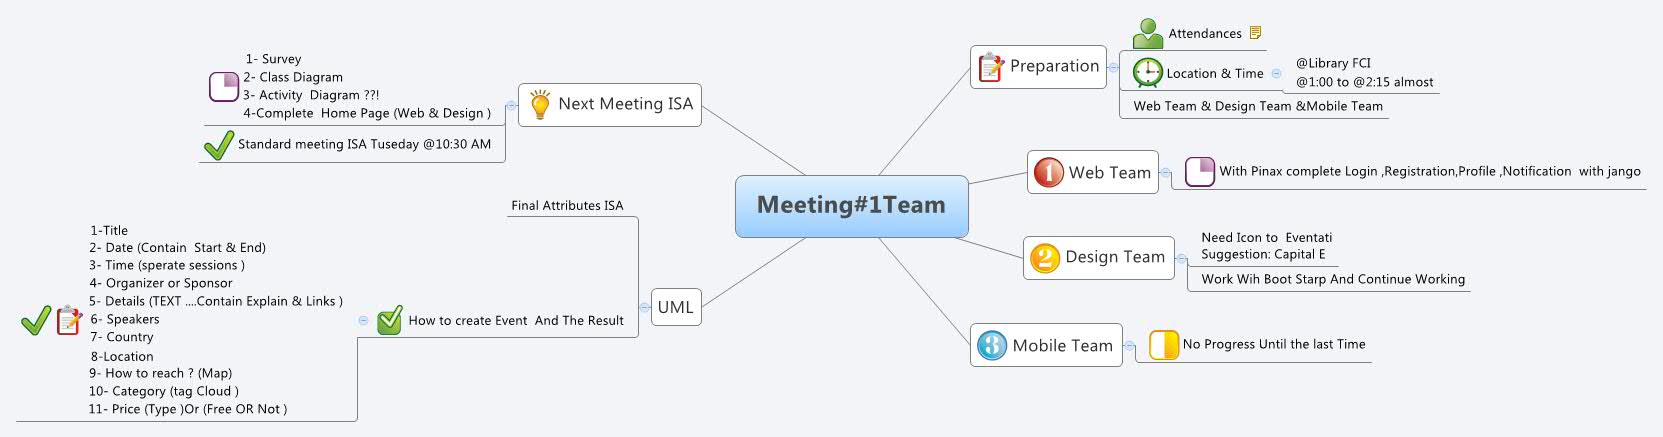 Meeting#1Team
Preparation
Attendances
Location & Time
@Library FCI
@1:00 to @2:15 almost
Web Team & Design Team &Mobile Team
1
Web Team
With Pinax complete Login ,Registration,Profile ,Notification  with jango
2
Design Team
Need Icon to  Eventati
Suggestion: Capital E
Work Wih Boot Starp And Continue Working
3
Mobile Team
No Progress Until the last Time
Next Meeting ISA
1- Survey
2- Class Diagram
3- Activity  Diagram ??!
4-Complete  Home Page (Web & Design )
Standard meeting ISA Tuseday @10:30 AM
UML
Final Attributes ISA
How to create Event  And The Result
1-Title
2- Date (Contain  Start & End)
3- Time (sperate sessions )
4- Organizer or Sponsor
5- Details (TEXT ....Contain Explain & Links )
6- Speakers
7- Country
8-Location
9- How to reach ? (Map)
10- Category (tag Cloud )
11- Price (Type )Or (Free OR Not )